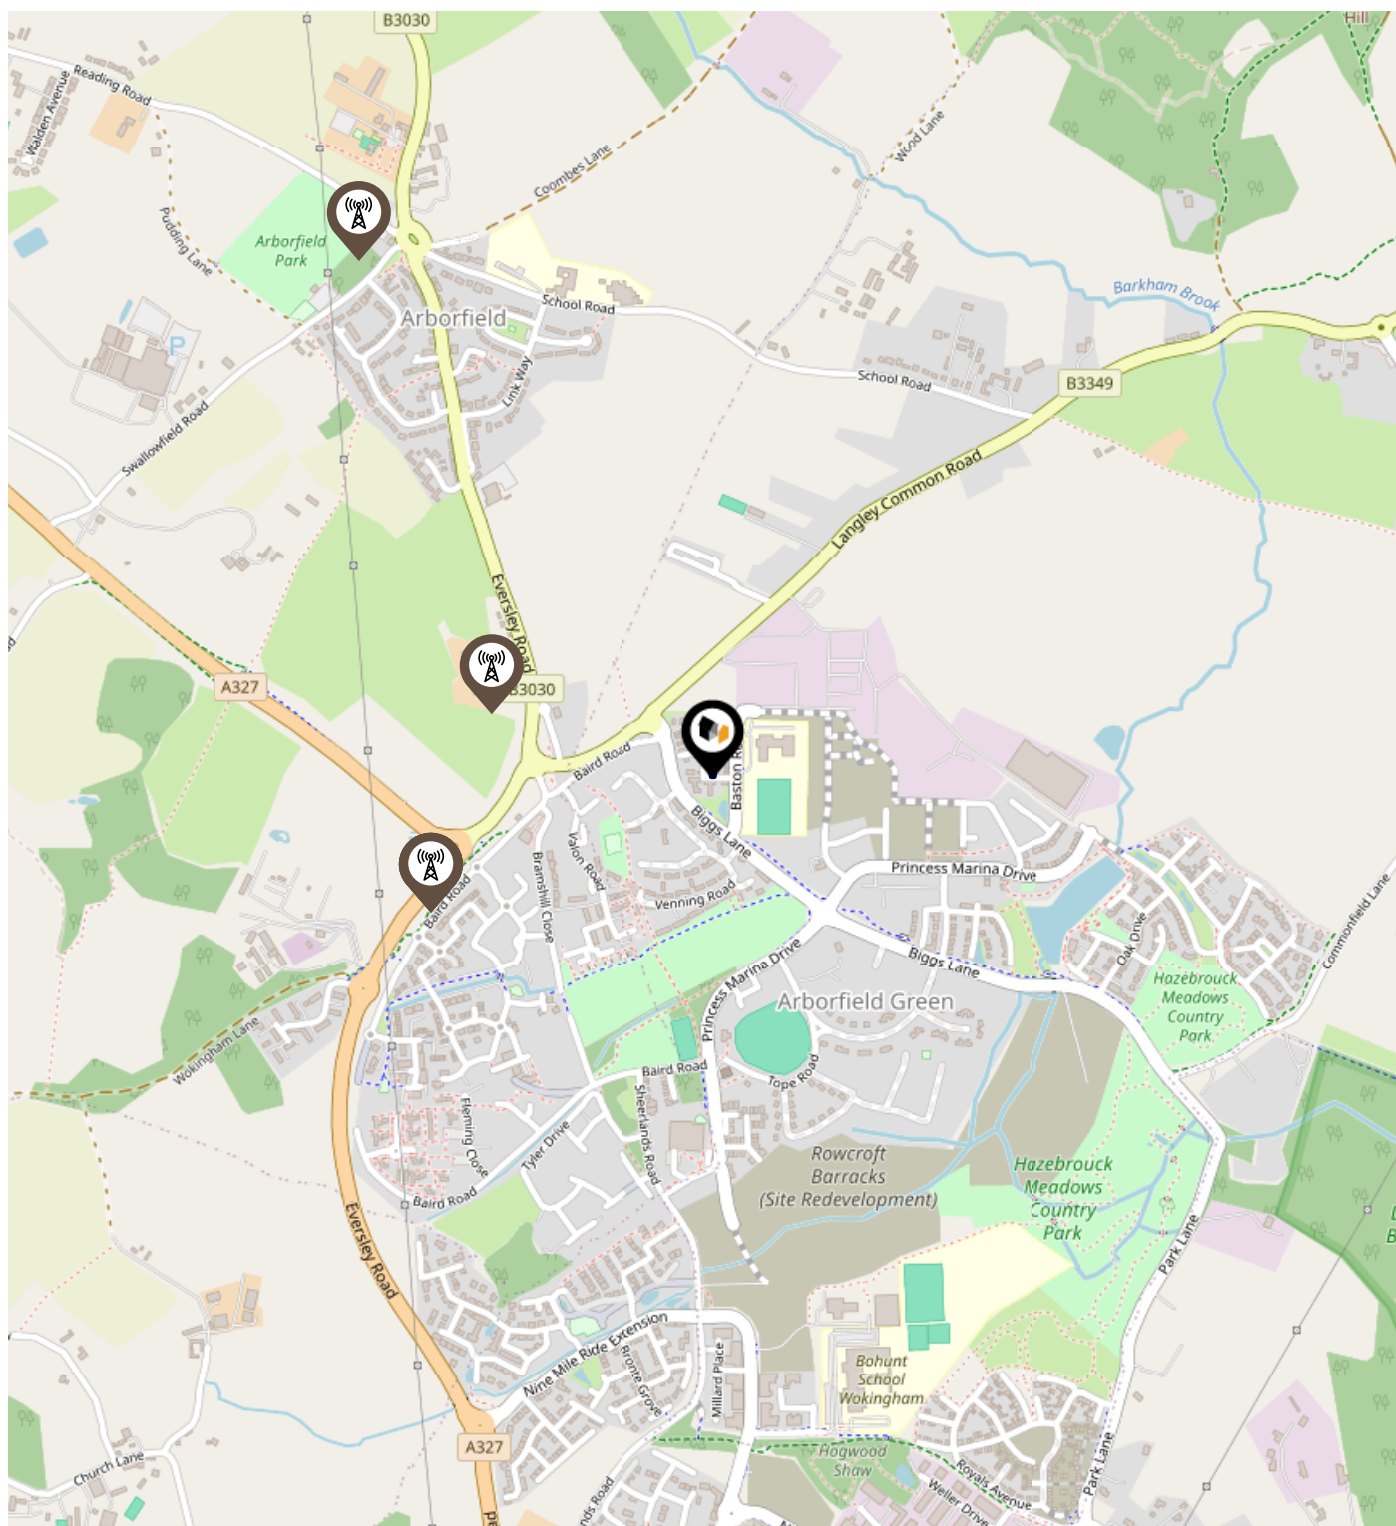 B3030
Hill
Reading Road
Walden Avenue
Wood Lane
Coombes Lane
Pudding Lane
Arborfield
Park
Barkham Brook
School Road
Arborfield
P
Link Way
School Road
B3349
Swallowfield Road
Langley Common Road
Eversley Road
A327
B3030
Baird Road
Baston
Biggs Lane
Valon Road
Bramshill Close
Princess Marina Drive
Venning Road
Baird Road
Commonfield Lane
Oak Drive
Princess Marina Drive
Biggs Lane
Hazebrouck
Meadows
Country
Park
Arborfield Green
Wokingham Lane
Baird Road
Tope Road
Sheerlands Road
Fleming Close
Tyler Drive
Rowcroft
Barracks
(Site Redevelopment)
Hazebrouck
Meadows
Country
Park
Baird Road
Eversley Road
Park Lane
Nine Mile Ride Extension
Bronte Grove
Millard Place
Bohunt
School
Wokingham
A327
Church Lane
Hogwood
Shaw
Royals Avenue
Weller Drive
Park Lane
nds Road